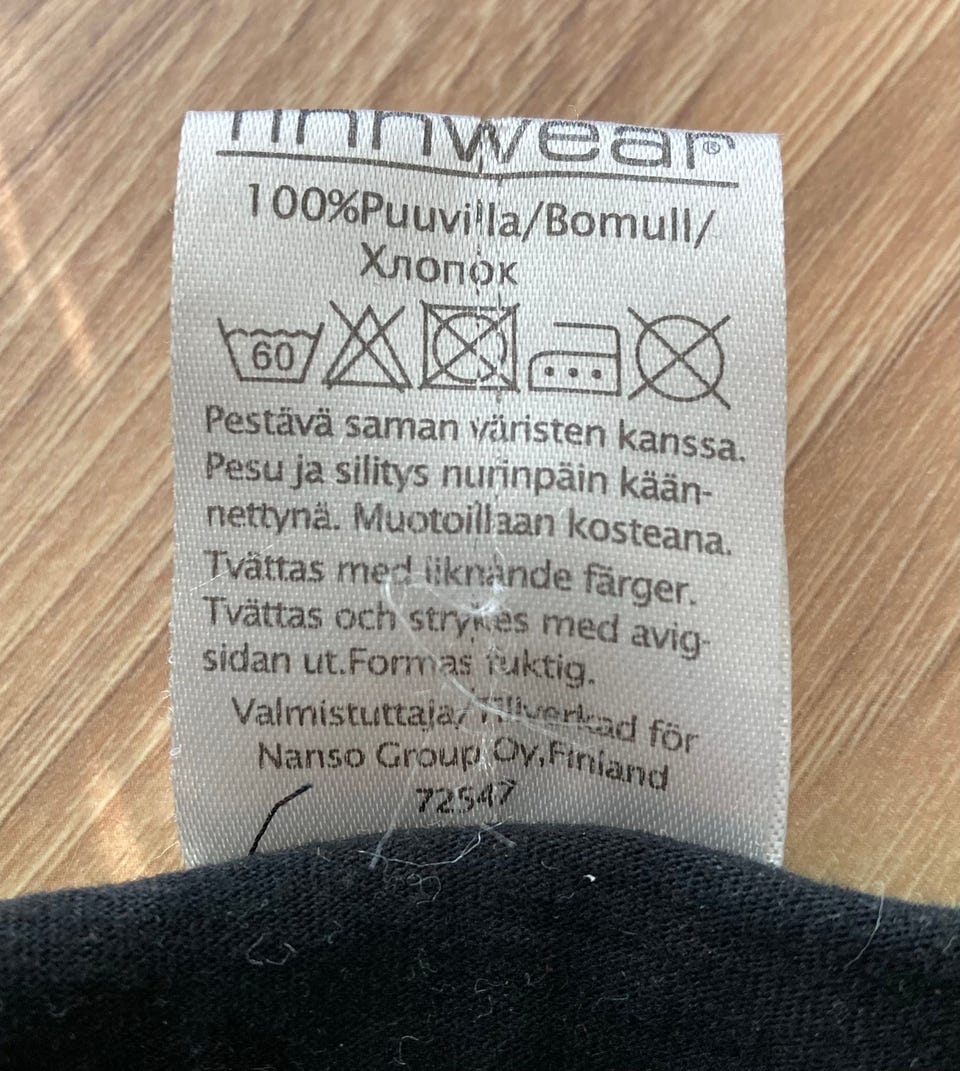 finnwear®
100%Puuvilla/Bomull/
Хлопок
60
Pestävä saman väristen kanssa.
Pesu ja silitys nurinpäin kään-
nettynä. Muotoillaan kosteana.
Tvättas med liknande färger.
Tvättas och strykes med avig-
sidan ut.Formas fuktig.
Valmistuttaja/Tillverkad för
Nanso Group Oy,Finland
72547